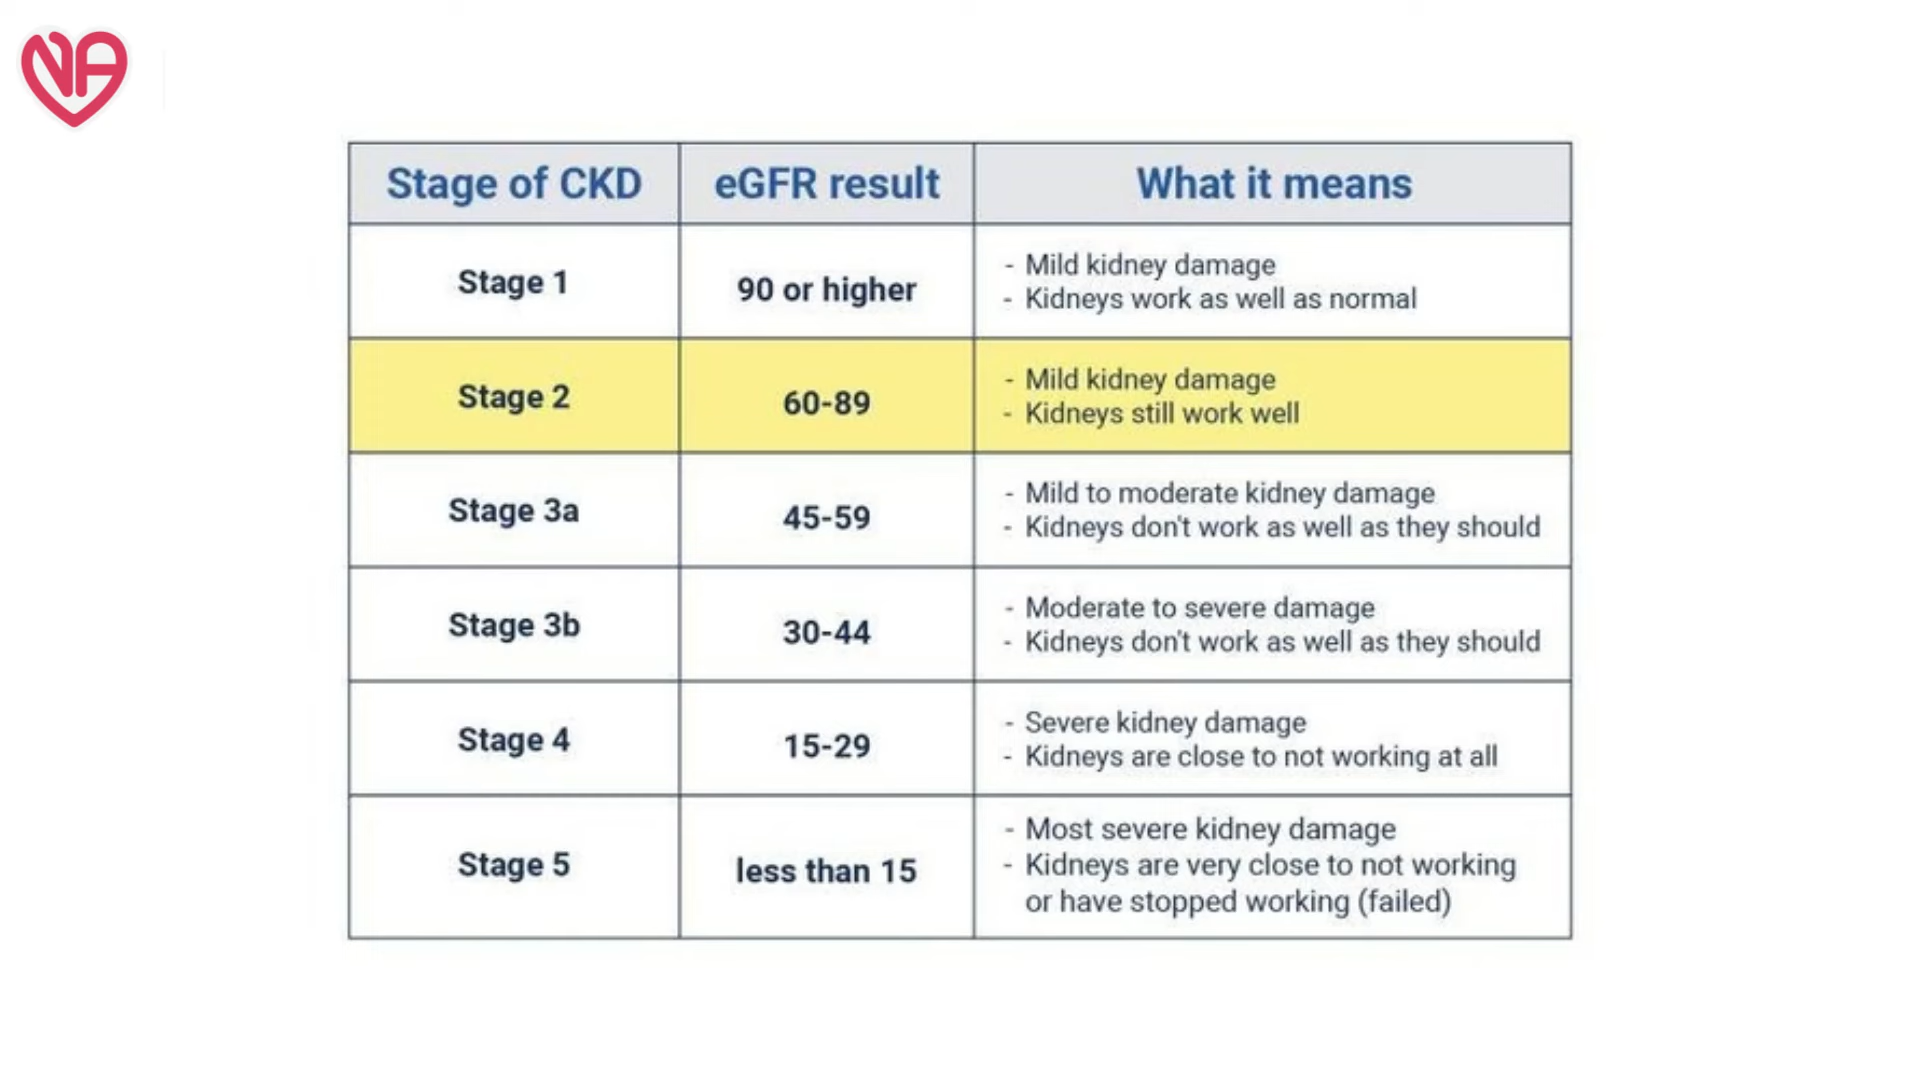 NA
Stage of CKD eGFR result What it means
Stage 1 90 or higher - Mild kidney damage
- Kidneys work as well as normal
Stage 2 60-89 - Mild kidney damage
- Kidneys still work well
Stage 3a 45-59 - Mild to moderate kidney damage
- Kidneys don't work as well as they should
Stage 3b 30-44 - Moderate to severe damage
- Kidneys don't work as well as they should
Stage 4 15-29 - Severe kidney damage
- Kidneys are close to not working at all
Stage 5 less than 15 - Most severe kidney damage
- Kidneys are very close to not working
or have stopped working (failed)